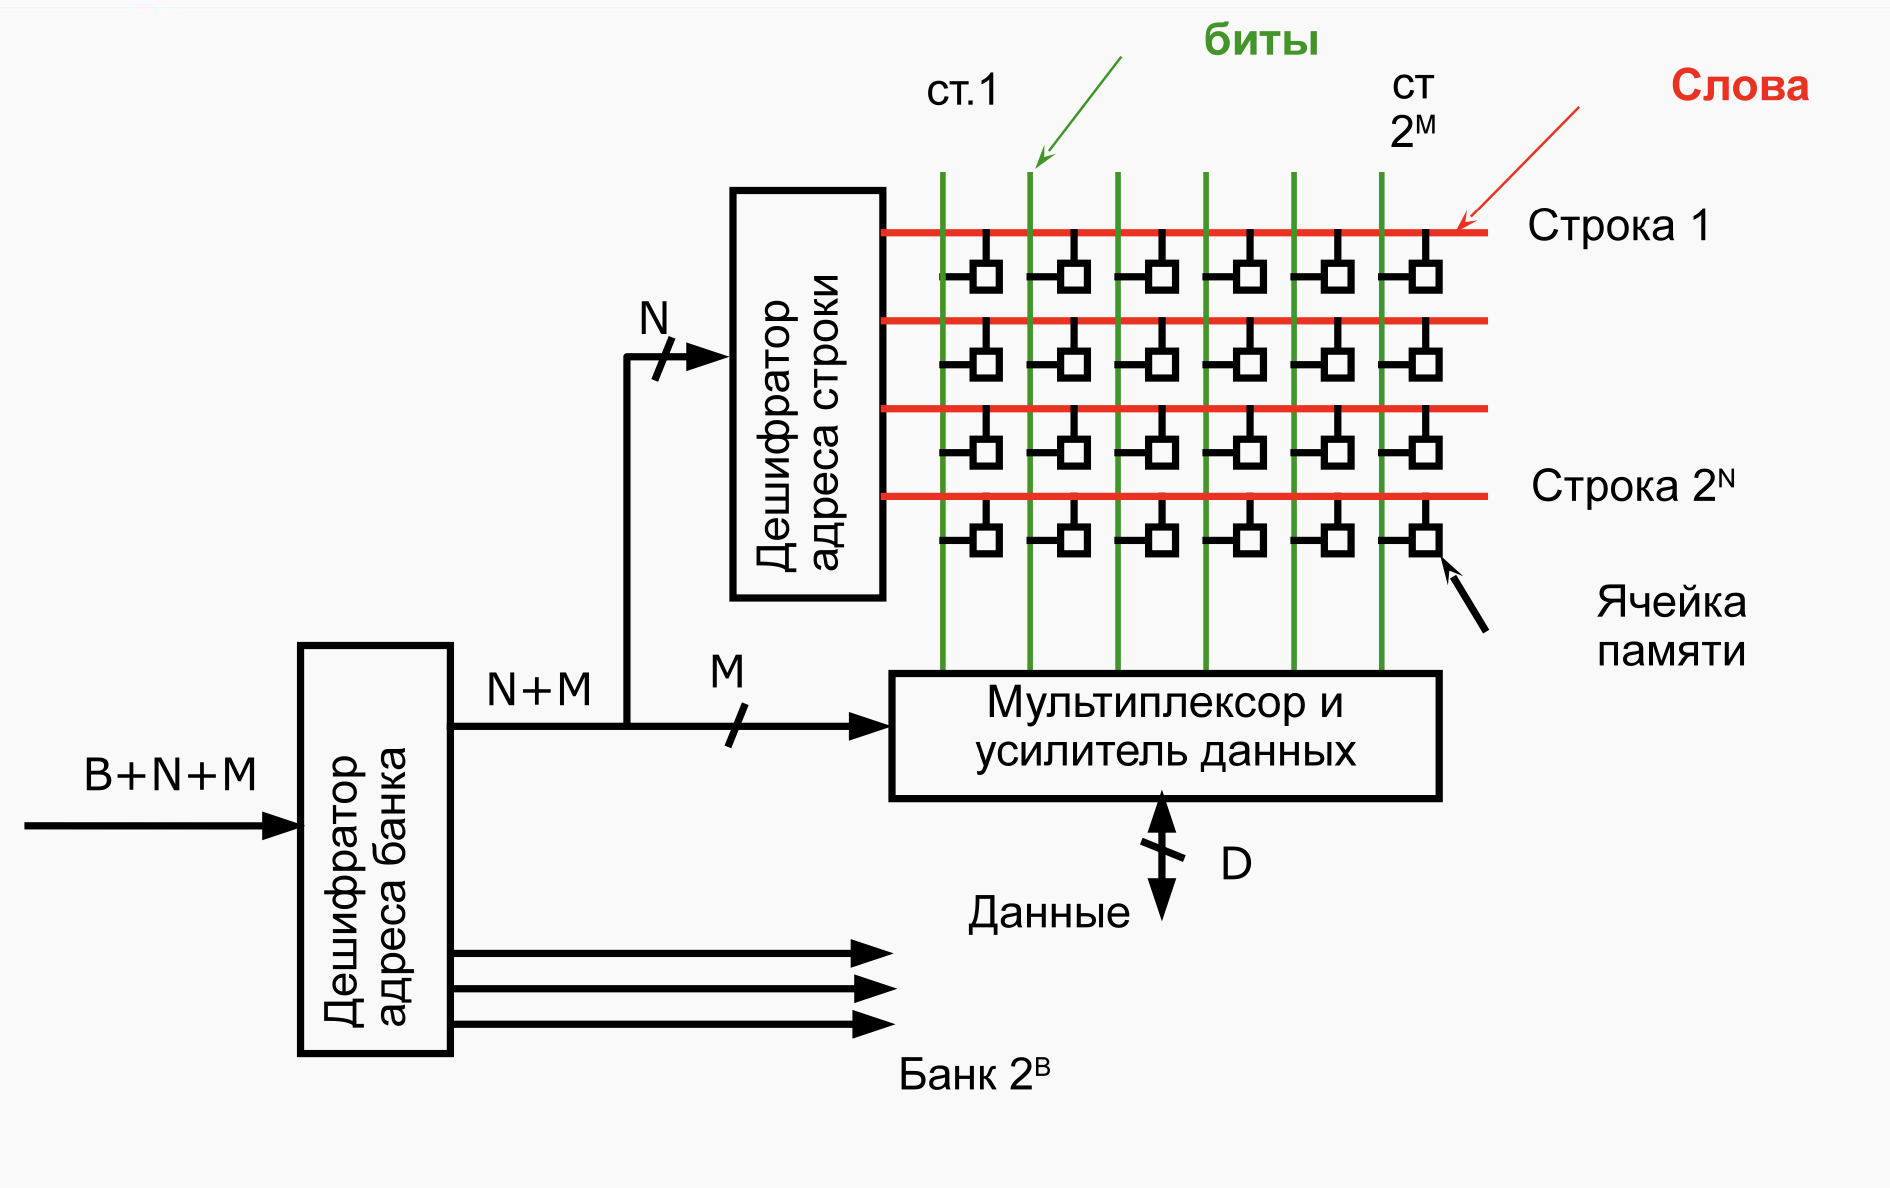 биты
Слова
ст.1
ст
2ᴹ
Строка 1
N
Дешифратор
адреса строки
Строка 2ᴺ
Ячейка
памяти
N+M
M
Мультиплексор и
усилитель данных
B+N+M
Дешифратор
адреса банка
D
Данные
Банк 2ᴮ